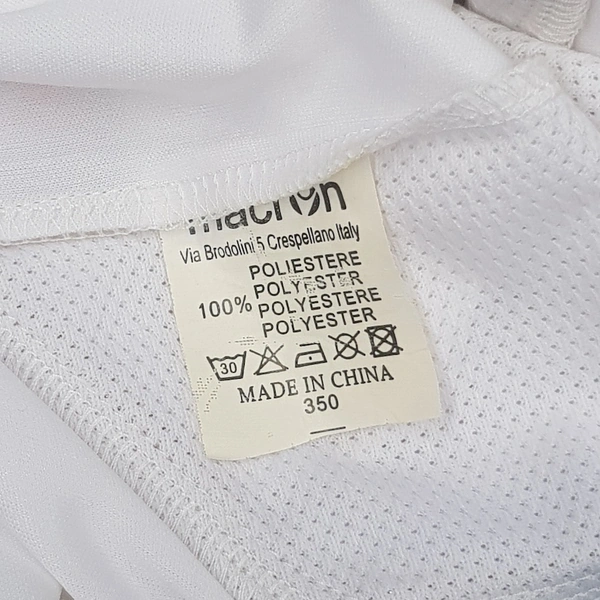 macron
Via Brodolini 5 Crespellano Italy
POLIESTERE
POLYESTER
100% POLYESTERE
POLYESTER
30
MADE IN CHINA
350